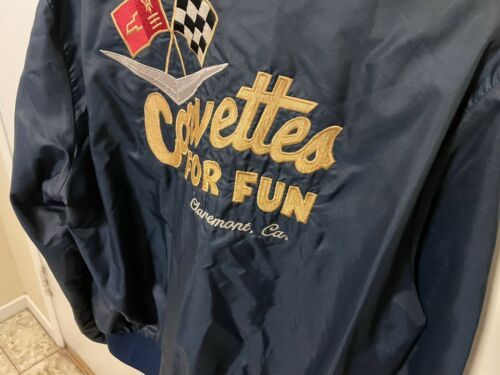 Corvettes
FOR FUN
Claremont, Ca.